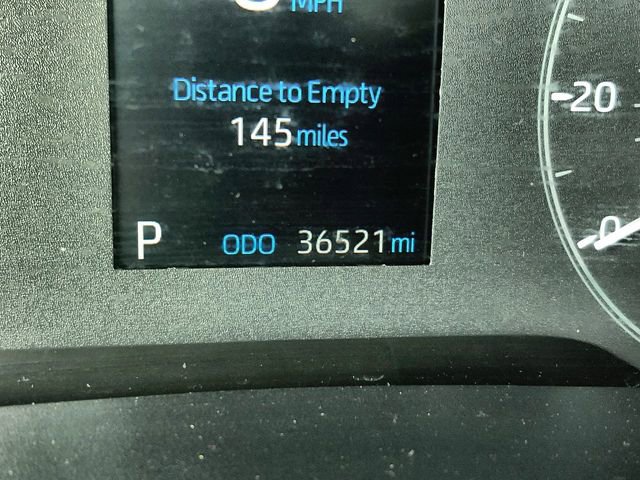 MPH
Distance to Empty
145 miles
P ODO 36521 mi
20
0